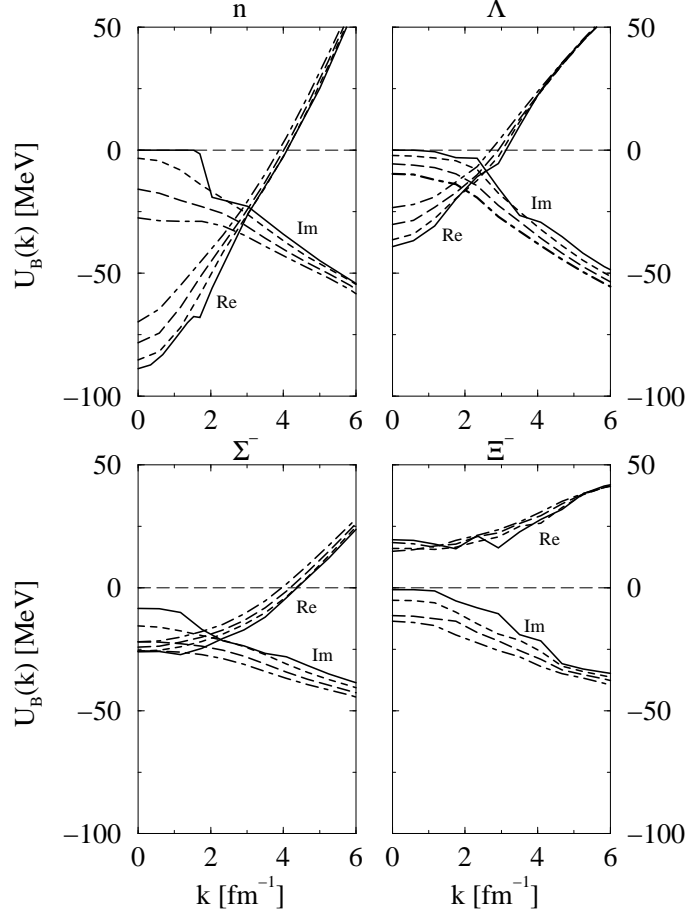 n Λ
50 50
0 0
−50 −50
−100 −100
U_B(k) [MeV]
Im Im
Re Re
0 2 4 6 0 2 4 6
Σ⁻ Ξ⁻
50 50
0 0
−50 −50
−100 −100
U_B(k) [MeV]
Re Re
Im Im
0 2 4 6 0 2 4 6
k [fm⁻¹] k [fm⁻¹]